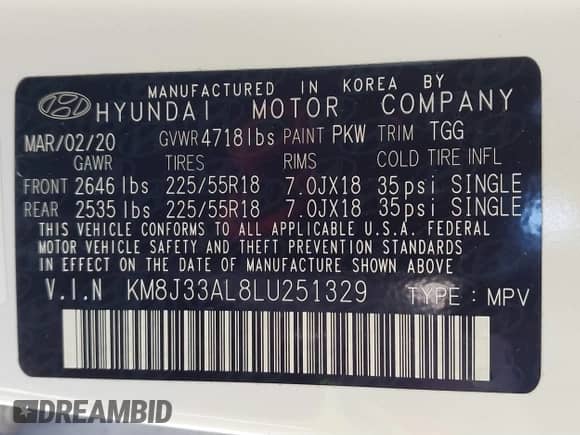 MANUFACTURED IN KOREA BY
HYUNDAI MOTOR COMPANY
MAR/02/20 GVWR 4718lbs PAINT PKW TRIM TGG
GAWR TIRES RIMS COLD TIRE INFL
FRONT 2646 lbs 225/55R18 7.0JX18 35psi SINGLE
REAR 2535 lbs 225/55R18 7.0JX18 35psi SINGLE
THIS VEHICLE CONFORMS TO ALL APPLICABLE U.S.A. FEDERAL
MOTOR VEHICLE SAFETY AND THEFT PREVENTION STANDARDS
IN EFFECT ON THE DATE OF MANUFACTURE SHOWN ABOVE
V.I.N KM8J33AL8LU251329 TYPE : MPV
DREAMBID